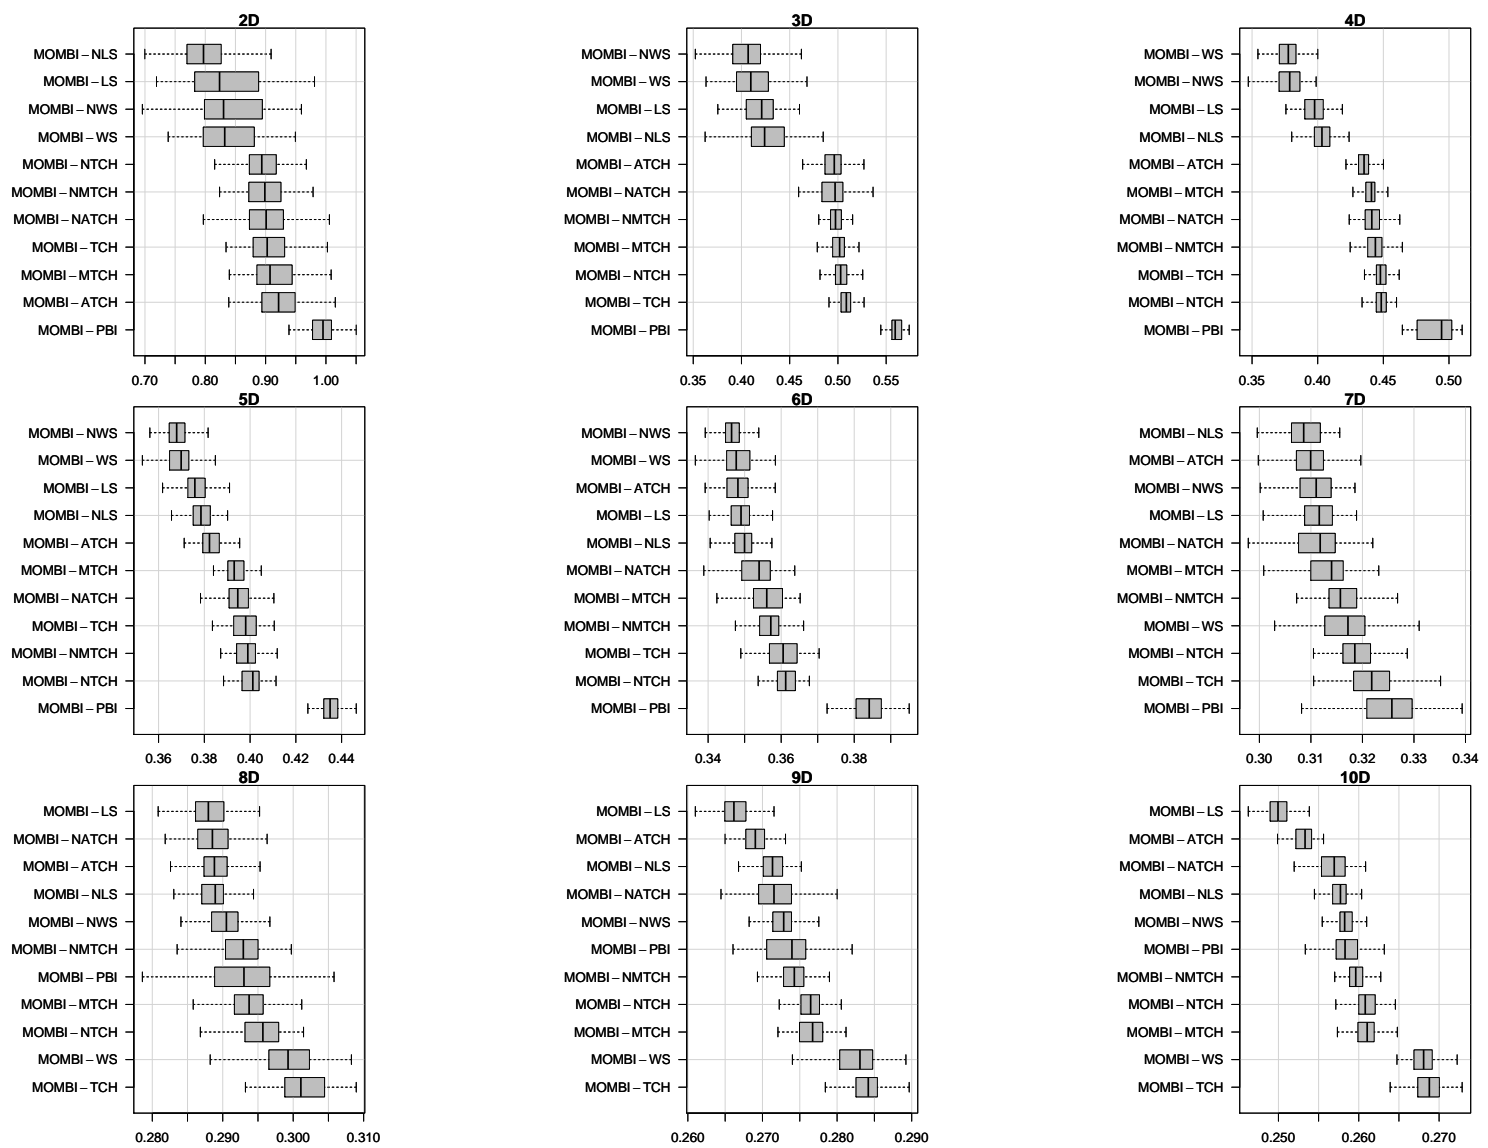 2D
MOMBI−NLS
MOMBI−LS
MOMBI−NWS
MOMBI−WS
MOMBI−NTCH
MOMBI−NMTCH
MOMBI−NATCH
MOMBI−TCH
MOMBI−MTCH
MOMBI−ATCH
MOMBI−PBI
0.70 0.80 0.90 1.00
3D
MOMBI−NWS
MOMBI−WS
MOMBI−LS
MOMBI−NLS
MOMBI−ATCH
MOMBI−NATCH
MOMBI−NMTCH
MOMBI−MTCH
MOMBI−NTCH
MOMBI−TCH
MOMBI−PBI
0.35 0.40 0.45 0.50 0.55
4D
MOMBI−WS
MOMBI−NWS
MOMBI−LS
MOMBI−NLS
MOMBI−ATCH
MOMBI−MTCH
MOMBI−NATCH
MOMBI−NMTCH
MOMBI−TCH
MOMBI−NTCH
MOMBI−PBI
0.35 0.40 0.45 0.50
5D
MOMBI−NWS
MOMBI−WS
MOMBI−LS
MOMBI−NLS
MOMBI−ATCH
MOMBI−MTCH
MOMBI−NATCH
MOMBI−TCH
MOMBI−NMTCH
MOMBI−NTCH
MOMBI−PBI
0.36 0.38 0.40 0.42 0.44
6D
MOMBI−NWS
MOMBI−WS
MOMBI−ATCH
MOMBI−LS
MOMBI−NLS
MOMBI−NATCH
MOMBI−MTCH
MOMBI−NMTCH
MOMBI−TCH
MOMBI−NTCH
MOMBI−PBI
0.34 0.36 0.38
7D
MOMBI−NLS
MOMBI−ATCH
MOMBI−NWS
MOMBI−LS
MOMBI−NATCH
MOMBI−MTCH
MOMBI−NMTCH
MOMBI−WS
MOMBI−NTCH
MOMBI−TCH
MOMBI−PBI
0.30 0.31 0.32 0.33 0.34
8D
MOMBI−LS
MOMBI−NATCH
MOMBI−ATCH
MOMBI−NLS
MOMBI−NWS
MOMBI−NMTCH
MOMBI−PBI
MOMBI−MTCH
MOMBI−NTCH
MOMBI−WS
MOMBI−TCH
0.280 0.290 0.300 0.310
9D
MOMBI−LS
MOMBI−ATCH
MOMBI−NLS
MOMBI−NATCH
MOMBI−NWS
MOMBI−PBI
MOMBI−NMTCH
MOMBI−NTCH
MOMBI−MTCH
MOMBI−WS
MOMBI−TCH
0.260 0.270 0.280 0.290
10D
MOMBI−LS
MOMBI−ATCH
MOMBI−NATCH
MOMBI−NLS
MOMBI−NWS
MOMBI−PBI
MOMBI−NMTCH
MOMBI−NTCH
MOMBI−MTCH
MOMBI−WS
MOMBI−TCH
0.250 0.260 0.270